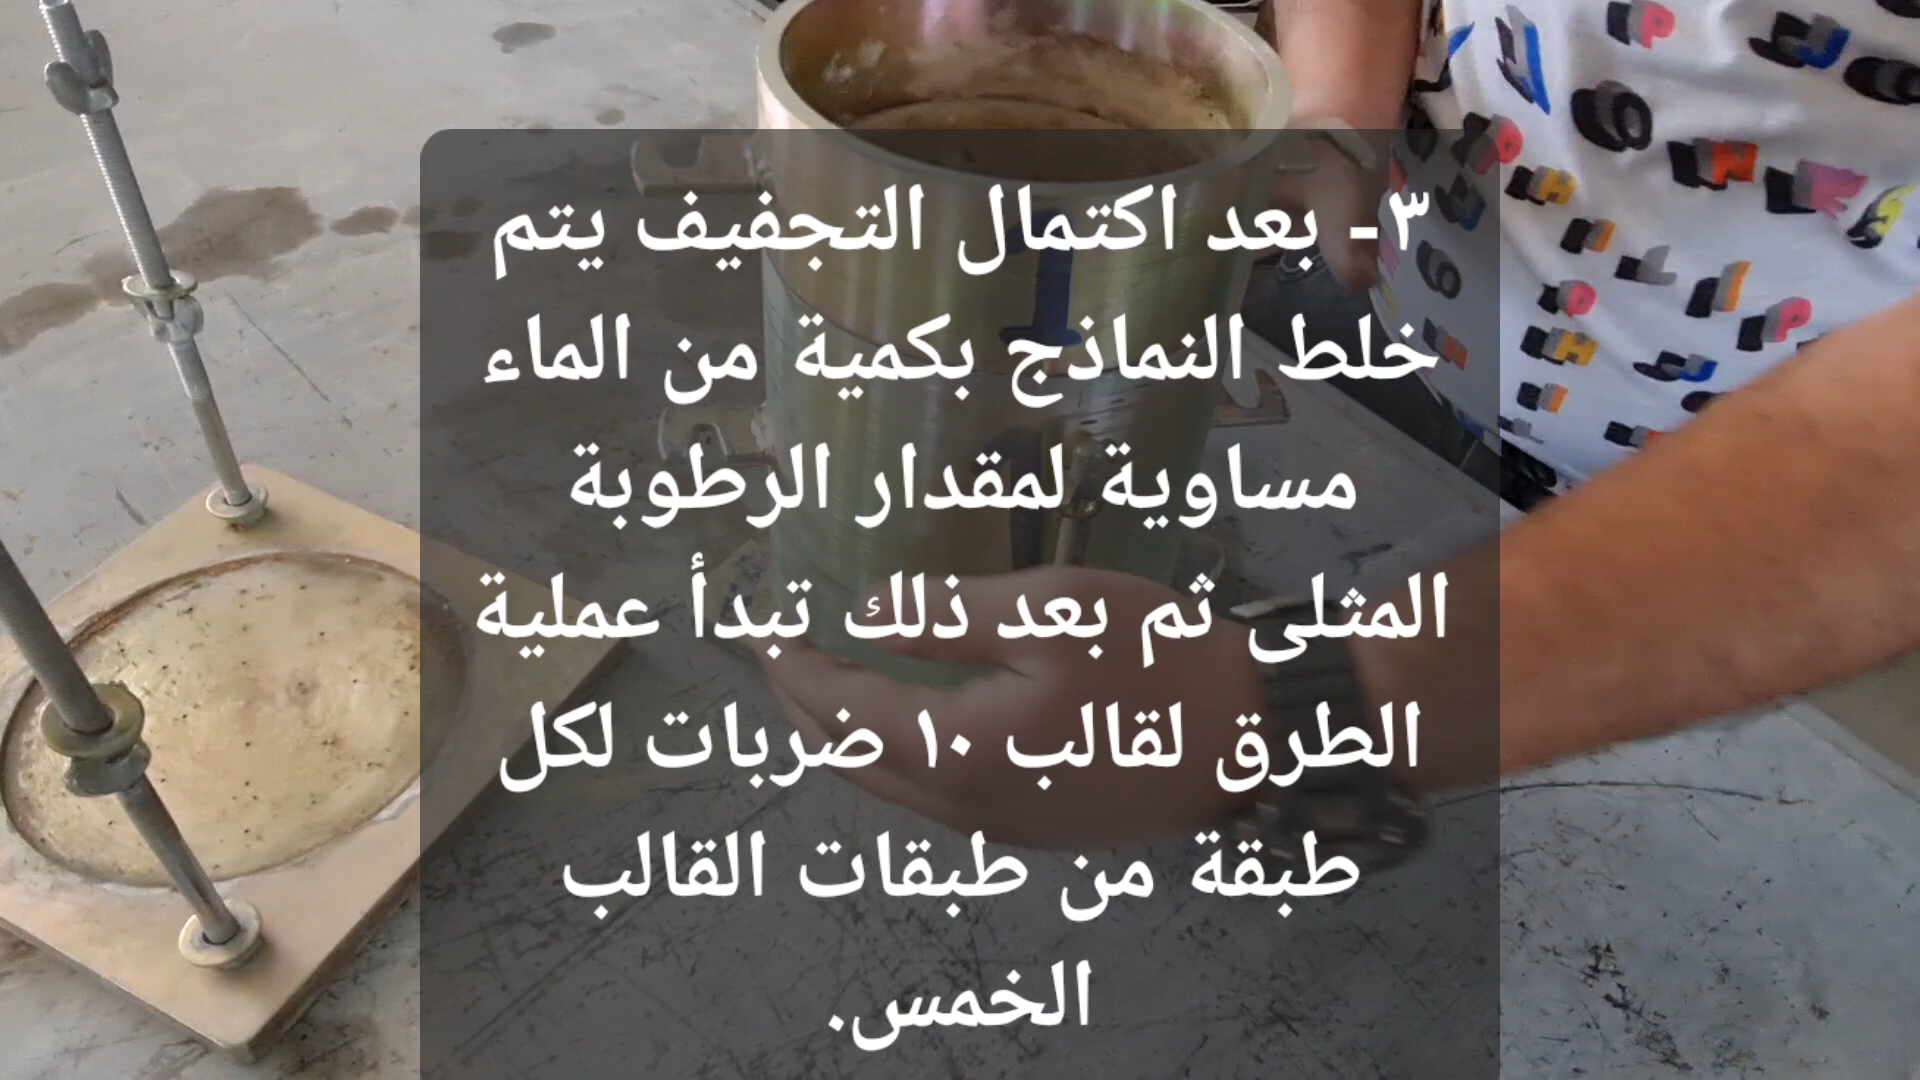 ٣- بعد اكتمال التجفيف يتم
خلط النماذج بكمية من الماء
مساوية لمقدار الرطوبة
المثلى ثم بعد ذلك تبدأ عملية
الطرق لقالب ١٠ ضربات لكل
طبقة من طبقات القالب
الخمس.
1